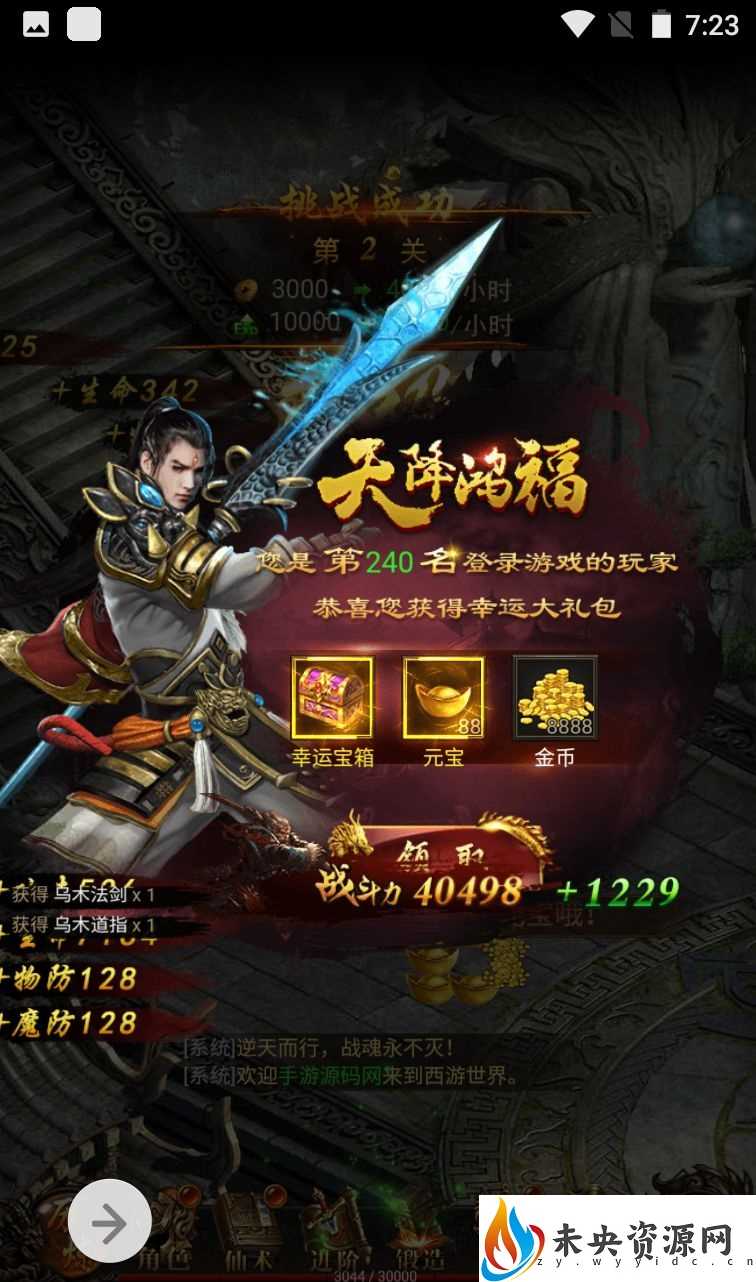 7:23
挑战成功
第 2 关
3000
/小时
EXP 10000
/小时
25
+生命342
天降鸿福
您是 第240名 登录游戏的玩家
恭喜您获得幸运大礼包
88
8888
幸运宝箱
元宝
金币
领取
战斗力 40498 +1229
获得 乌木法剑 x 1
获得 乌木道指 x 1
+物防128
+魔防128
[系统]逆天而行，战魂永不灭！
[系统]欢迎手游源码网来到西游世界。
角色
仙术
进阶
锻造
3044 / 30000
未央资源网
zy.wyyidc.cn